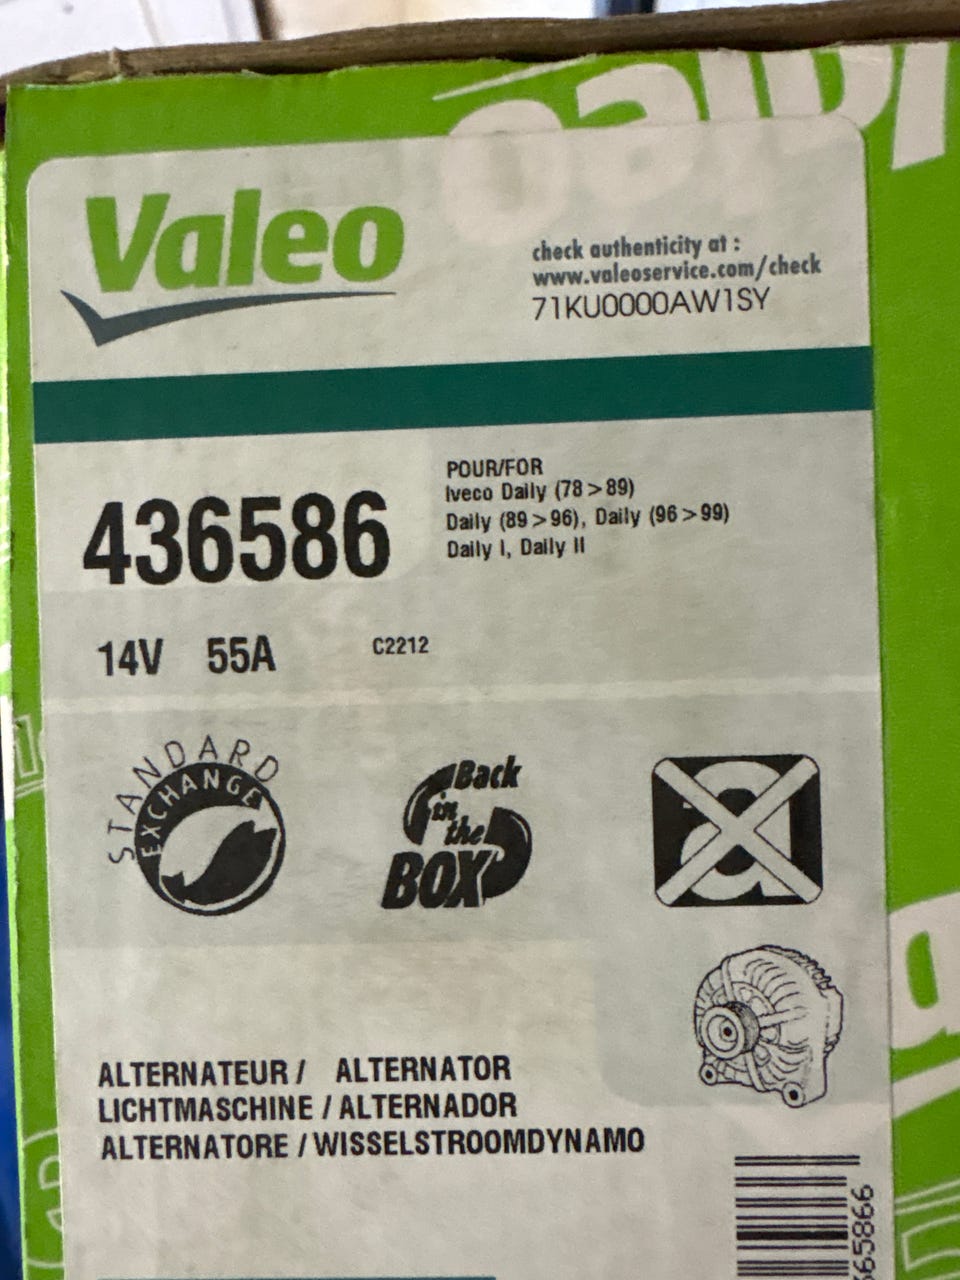 Valeo
Valeo
check authenticity at :
www.valeoservice.com/check
71KU0000AW1SY
436586
POUR/FOR
Iveco Daily (78>89)
Daily (89>96), Daily (96>99)
Daily I, Daily II
14V 55A C2212
STANDARD
EXCHANGE
Back
in
the
BOX
a
ALTERNATEUR / ALTERNATOR
LICHTMASCHINE / ALTERNADOR
ALTERNATORE / WISSELSTROOMDYNAMO
65866